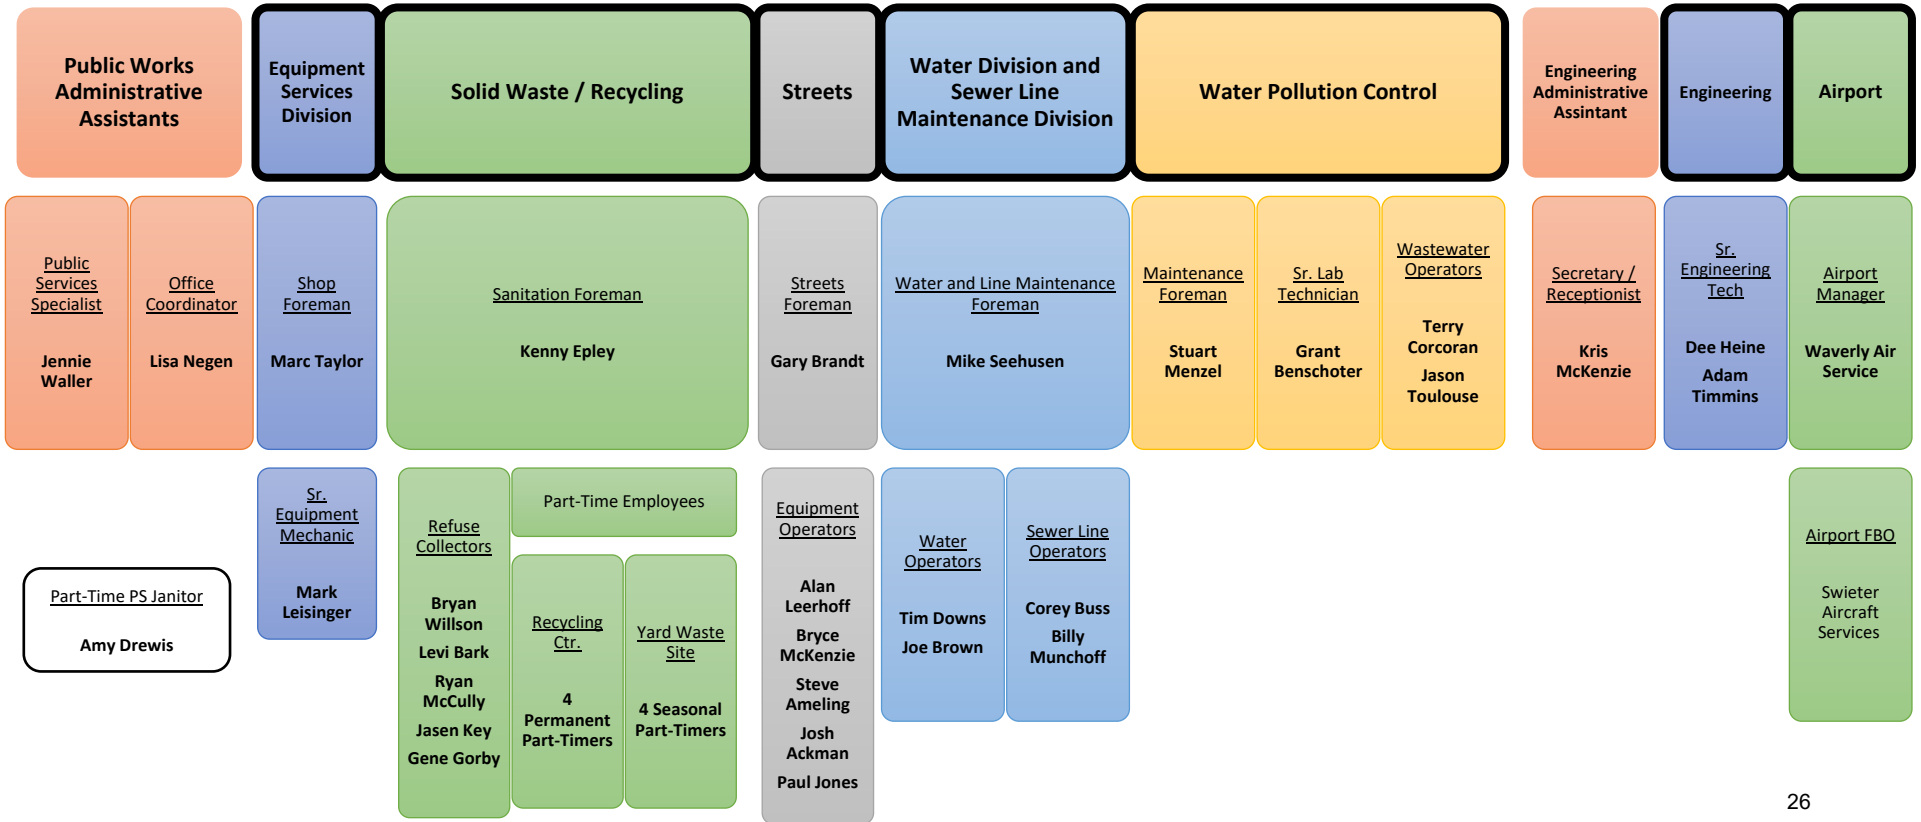 Public Works
Administrative
Assistants
Equipment
Services
Division
Solid Waste / Recycling
Streets
Water Division and
Sewer Line
Maintenance Division
Water Pollution Control
Engineering
Administrative
Assintant
Engineering
Airport
Public
Services
Specialist
Jennie
Waller
Office
Coordinator
Lisa Negen
Shop
Foreman
Marc Taylor
Sanitation Foreman
Kenny Epley
Streets
Foreman
Gary Brandt
Water and Line Maintenance
Foreman
Mike Seehusen
Maintenance
Foreman
Stuart
Menzel
Sr. Lab
Technician
Grant
Benschoter
Wastewater
Operators
Terry
Corcoran
Jason
Toulouse
Secretary /
Receptionist
Kris
McKenzie
Sr.
Engineering
Tech
Dee Heine
Adam
Timmins
Airport
Manager
Waverly Air
Service
Part-Time PS Janitor
Amy Drewis
Sr.
Equipment
Mechanic
Mark
Leisinger
Refuse
Collectors
Bryan
Willson
Levi Bark
Ryan
McCully
Jasen Key
Gene Gorby
Part-Time Employees
Recycling
Ctr.
4
Permanent
Part-Timers
Yard Waste
Site
4 Seasonal
Part-Timers
Equipment
Operators
Alan
Leerhoff
Bryce
McKenzie
Steve
Ameling
Josh
Ackman
Paul Jones
Water
Operators
Tim Downs
Joe Brown
Sewer Line
Operators
Corey Buss
Billy
Munchoff
Airport FBO
Swieter
Aircraft
Services
26